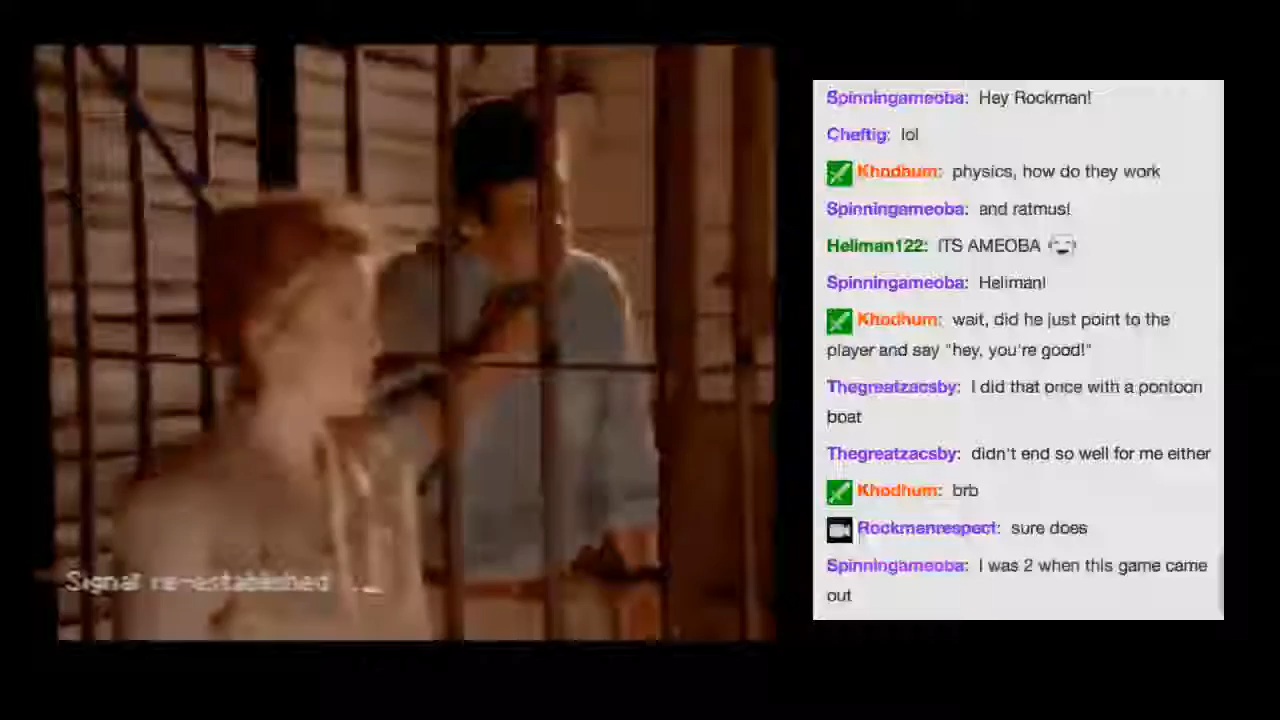 Spinningameoba: Hey Rockman!
Cheftig: lol
Khodhum: physics, how do they work
Spinningameoba: and ratmus!
Heliman122: ITS AMEOBA
Spinningameoba: Heliman!
Khodhum: wait, did he just point to the
player and say "hey, you're good!"
Thegreatzacsby: I did that once with a pontoon
boat
Thegreatzacsby: didn't end so well for me either
Khodhum: brb
Rockmanrespect: sure does
Spinningameoba: I was 2 when this game came
out
Signal re-established ...